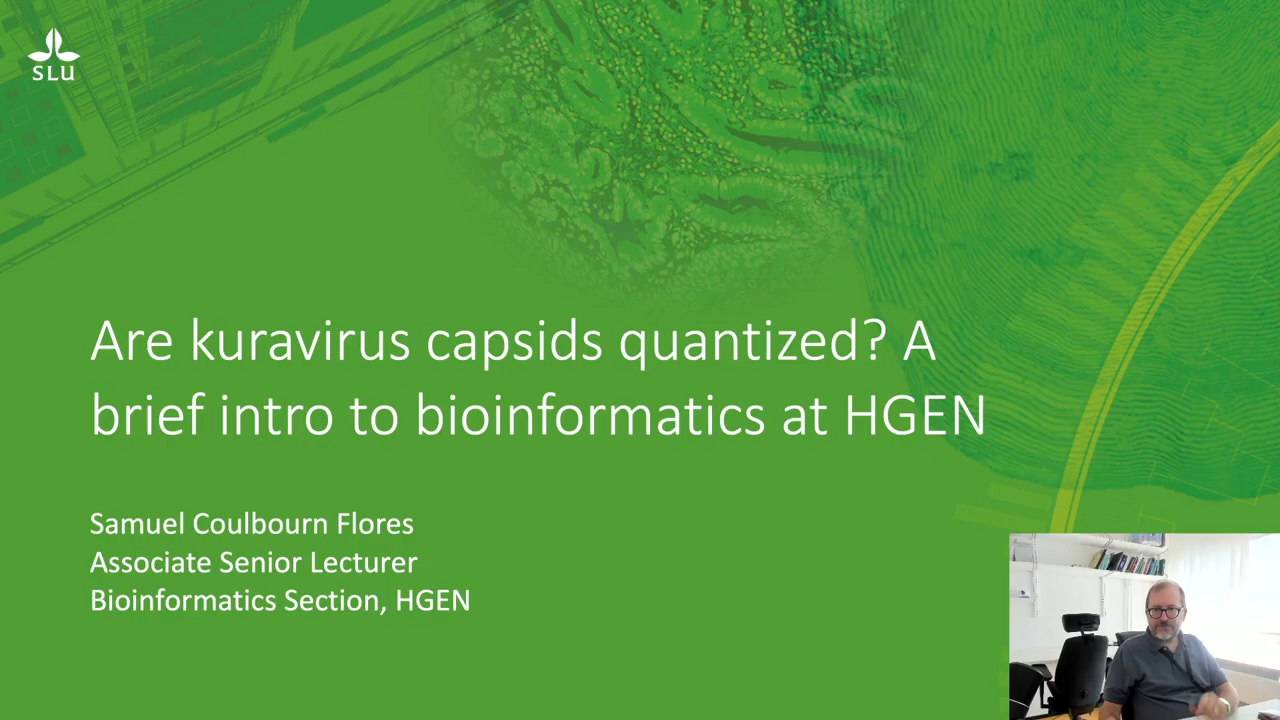 SLU
Are kuravirus capsids quantized? A
brief intro to bioinformatics at HGEN
Samuel Coulbourn Flores
Associate Senior Lecturer
Bioinformatics Section, HGEN